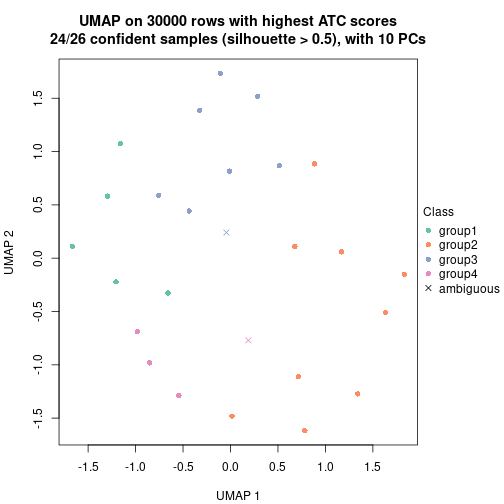 UMAP on 30000 rows with highest ATC scores
24/26 confident samples (silhouette > 0.5), with 10 PCs
1.5
1.0
0.5
0.0
-0.5
-1.0
-1.5
UMAP 2
Class
group1
group2
group3
group4
ambiguous
-1.5 -1.0 -0.5 0.0 0.5 1.0 1.5
UMAP 1